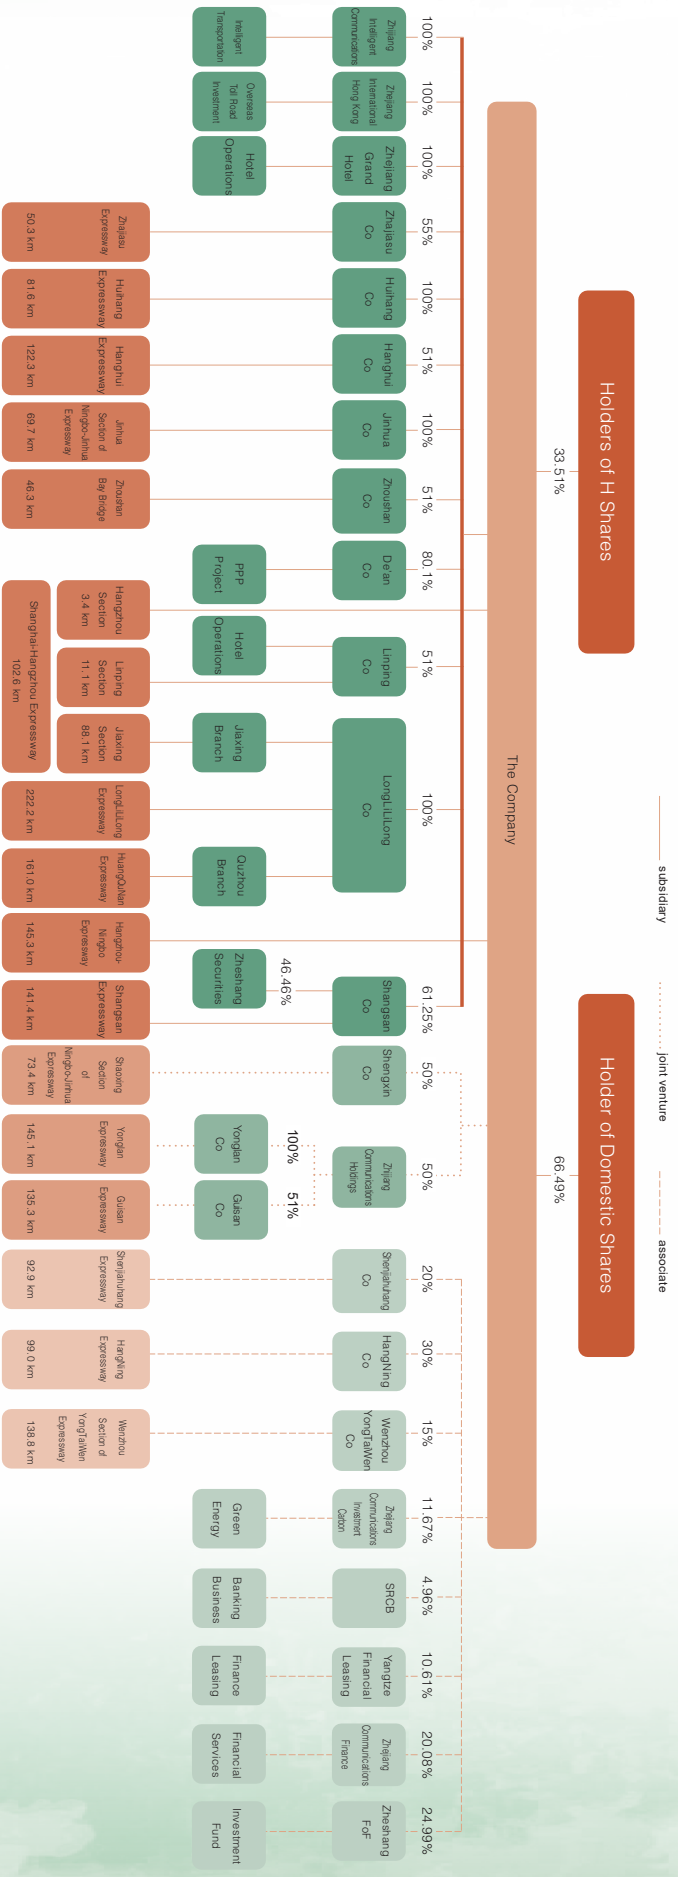 subsidiary
joint venture
associate
Holders of H Shares
Holder of Domestic Shares
33.51%
66.49%
The Company
100%
100%
100%
55%
100%
51%
100%
51%
80.1%
51%
100%
61.25%
50%
50%
20%
30%
15%
11.67%
4.96%
10.61%
20.08%
24.99%
Zhijiang
Intelligent
Communications
Zhejiang
International
Hong Kong
Zhejiang
Grand
Hotel
Zhajiasu
Co
Huihang
Co
Hanghui
Co
Jinhua
Co
Zhoushan
Co
De'an
Co
Linping
Co
LongLiLiLong
Co
Shangsan
Co
Shengxin
Co
Zhijiang
Communications
Holdings
Shenjiahuhang
Co
HangNing
Co
Wenzhou
YongTaiWen
Co
Zhejiang
Communications
Investment
Carbon
SRCB
Yangtze
Financial
Leasing
Zhejiang
Communications
Finance
Zheshang
FoF
46.46%
100%
51%
Intelligent
Transportation
Overseas
Toll Road
Investment
Hotel
Operations
PPP
Project
Hotel
Operations
Jiaxing
Branch
Quzhou
Branch
Zheshang
Securities
Yonglan
Co
Guisan
Co
Green
Energy
Banking
Business
Finance
Leasing
Financial
Services
Investment
Fund
Zhajiasu
Expressway
50.3 km
Huihang
Expressway
81.6 km
Hanghui
Expressway
122.3 km
Jinhua
Section of
Ningbo-Jinhua
Expressway
69.7 km
Zhoushan
Bay Bridge
46.3 km
Hangzhou
Section
3.4 km
Linping
Section
11.1 km
Jiaxing
Section
88.1 km
Shanghai-Hangzhou Expressway
102.6 km
LongLiLiLong
Expressway
222.2 km
HuangQuNan
Expressway
161.0 km
Hangzhou-
Ningbo
Expressway
145.3 km
Shangsan
Expressway
141.4 km
Shaoxing
Section
of
Ningbo-Jinhua
Expressway
73.4 km
Yonglan
Expressway
145.1 km
Guisan
Expressway
135.3 km
Shenjiahuhang
Expressway
92.9 km
HangNing
Expressway
99.0 km
Wenzhou
Section of
YongTaiWen
Expressway
138.8 km